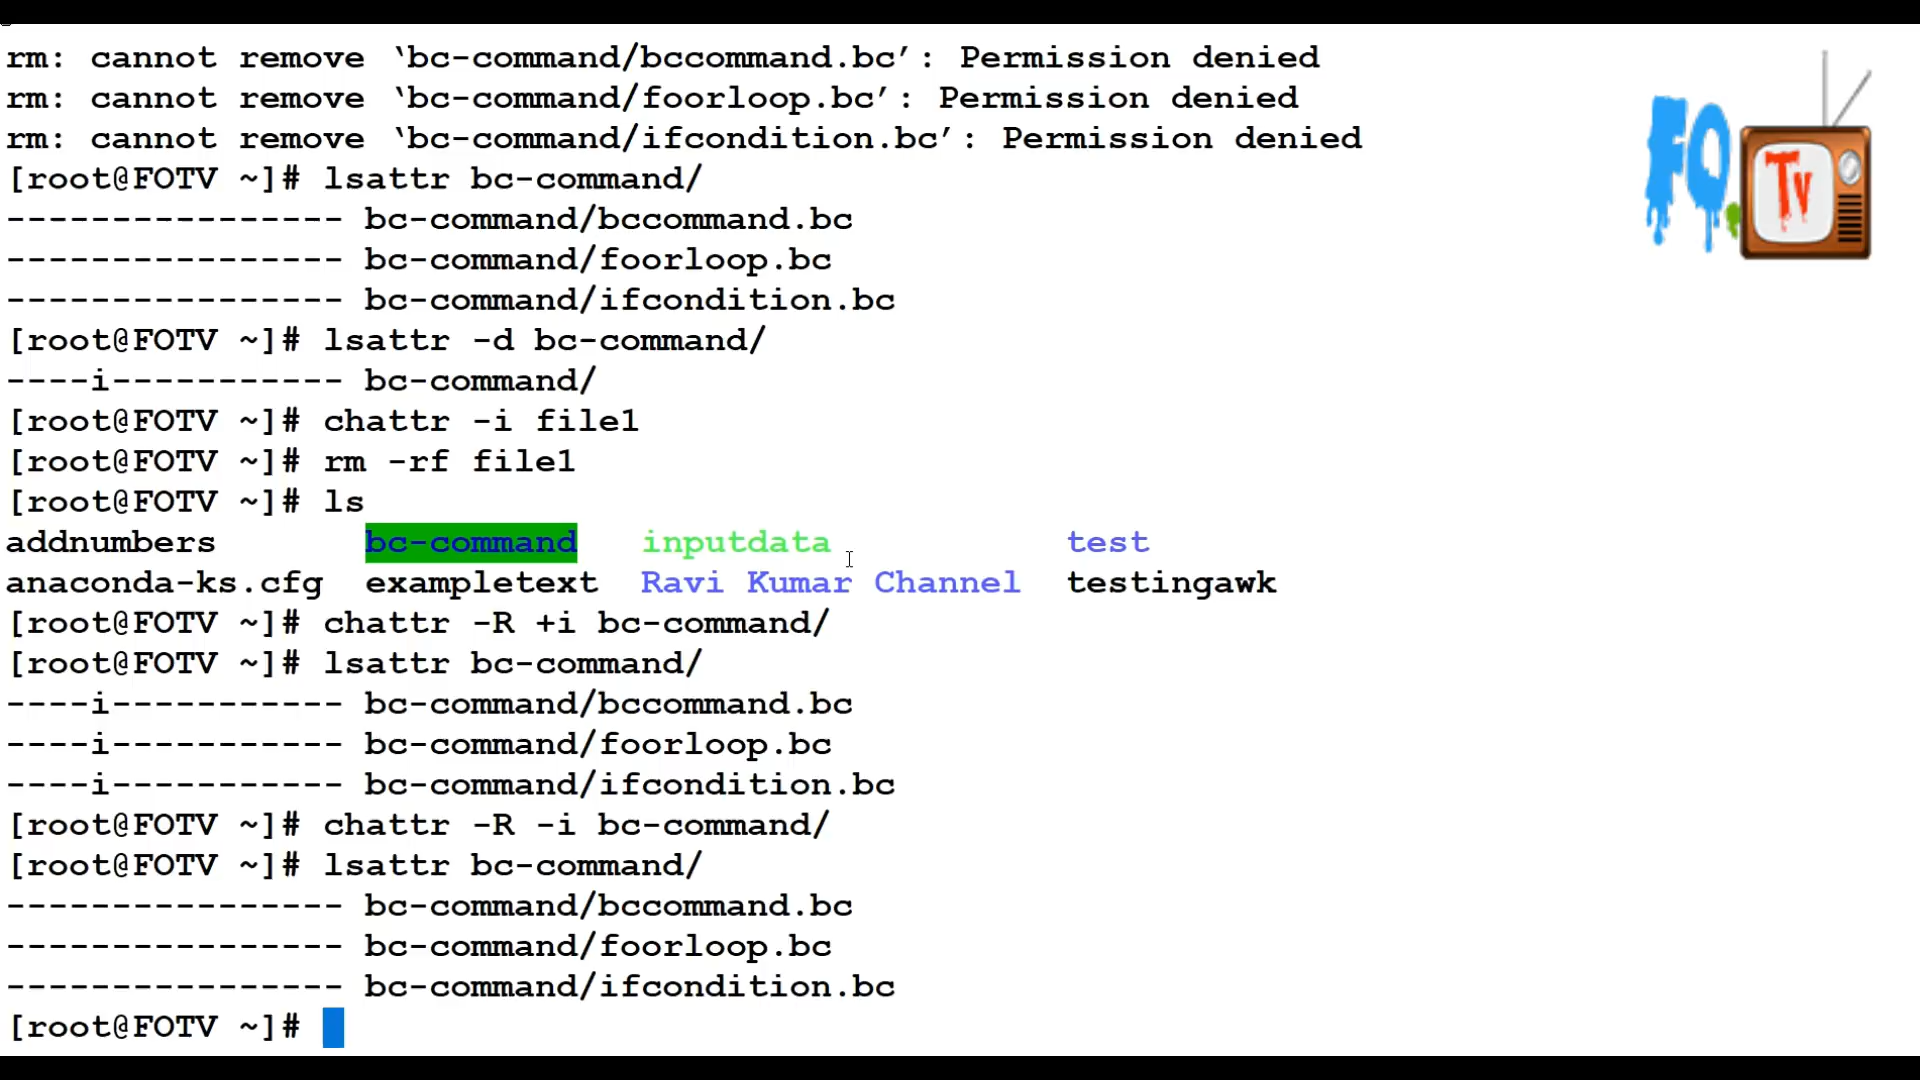 rm: cannot remove ‘bc-command/bccommand.bc’: Permission denied
rm: cannot remove ‘bc-command/foorloop.bc’: Permission denied
rm: cannot remove ‘bc-command/ifcondition.bc’: Permission denied
[root@FOTV ~]# lsattr bc-command/
---------------- bc-command/bccommand.bc
---------------- bc-command/foorloop.bc
---------------- bc-command/ifcondition.bc
[root@FOTV ~]# lsattr -d bc-command/
----i----------- bc-command/
[root@FOTV ~]# chattr -i file1
[root@FOTV ~]# rm -rf file1
[root@FOTV ~]# ls
addnumbers bc-command inputdata test
anaconda-ks.cfg exampletext Ravi Kumar Channel testingawk
[root@FOTV ~]# chattr -R +i bc-command/
[root@FOTV ~]# lsattr bc-command/
----i----------- bc-command/bccommand.bc
----i----------- bc-command/foorloop.bc
----i----------- bc-command/ifcondition.bc
[root@FOTV ~]# chattr -R -i bc-command/
[root@FOTV ~]# lsattr bc-command/
---------------- bc-command/bccommand.bc
---------------- bc-command/foorloop.bc
---------------- bc-command/ifcondition.bc
[root@FOTV ~]#
FO.
Tv